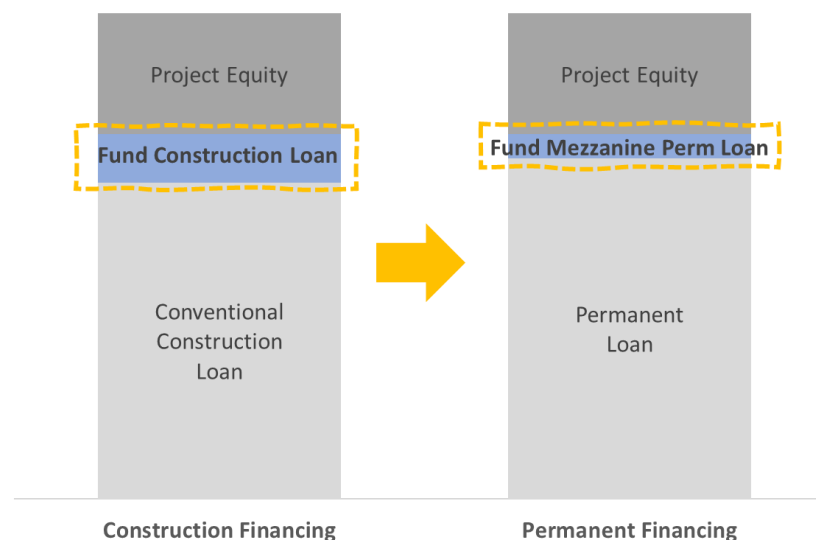 Project Equity
Fund Construction Loan
Conventional
Construction
Loan
Construction Financing
Project Equity
Fund Mezzanine Perm Loan
Permanent
Loan
Permanent Financing